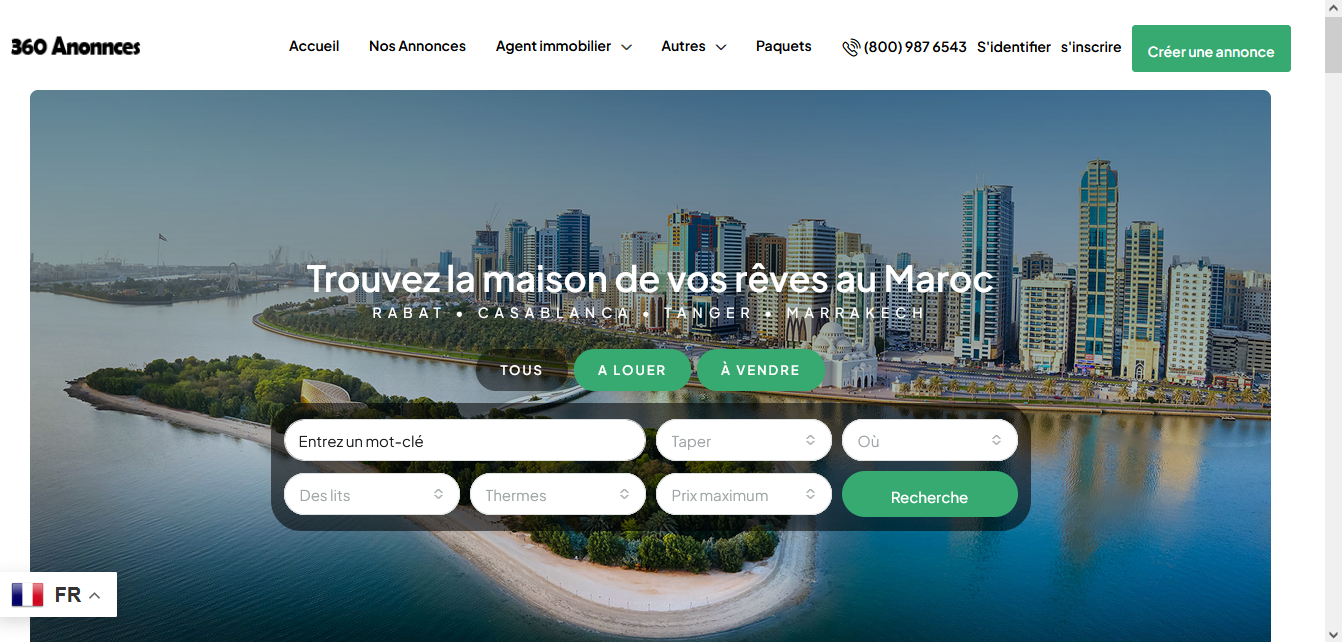 360 Anonnces
Accueil Nos Annonces Agent immobilier Autres Paquets (800) 987 6543 S'identifier s'inscrire Créer une annonce
Trouvez la maison de vos rêves au Maroc
RABAT • CASABLANCA • TANGER • MARRAKECH
TOUS A LOUER À VENDRE
Entrez un mot-clé Taper Où
Des lits Thermes Prix maximum Recherche
FR